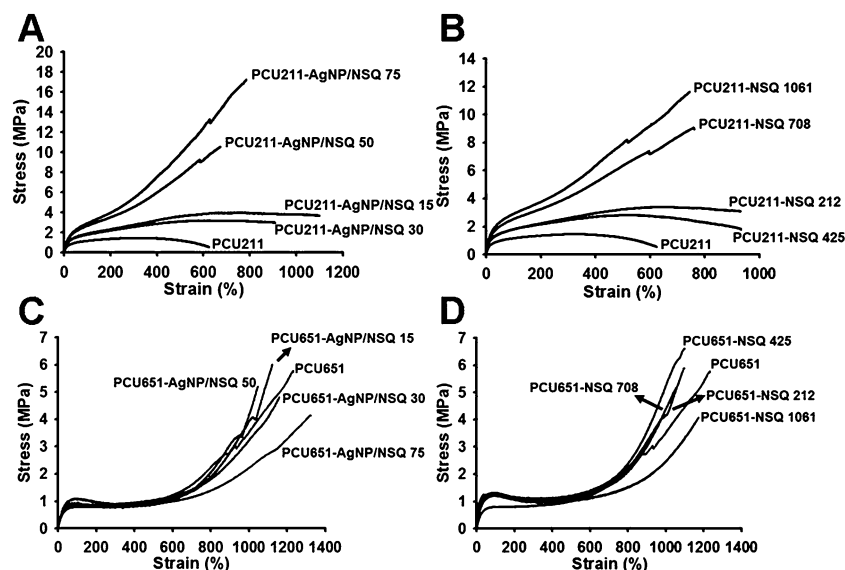 A
Stress (MPa)
20
18
16
14
12
10
8
6
4
2
0
PCU211-AgNP/NSQ 75
PCU211-AgNP/NSQ 50
PCU211-AgNP/NSQ 15
PCU211-AgNP/NSQ 30
PCU211
0 200 400 600 800 1000 1200
Strain (%)
B
Stress (MPa)
14
12
10
8
6
4
2
0
PCU211-NSQ 1061
PCU211-NSQ 708
PCU211-NSQ 212
PCU211-NSQ 425
PCU211
0 200 400 600 800 1000
Strain (%)
C
Stress (MPa)
7
6
5
4
3
2
1
0
PCU651-AgNP/NSQ 15
PCU651
PCU651-AgNP/NSQ 50
PCU651-AgNP/NSQ 30
PCU651-AgNP/NSQ 75
0 200 400 600 800 1000 1200 1400
Strain (%)
D
Stress (MPa)
7
6
5
4
3
2
1
0
PCU651-NSQ 425
PCU651
PCU651-NSQ 708
PCU651-NSQ 212
PCU651-NSQ 1061
0 200 400 600 800 1000 1200 1400
Strain (%)